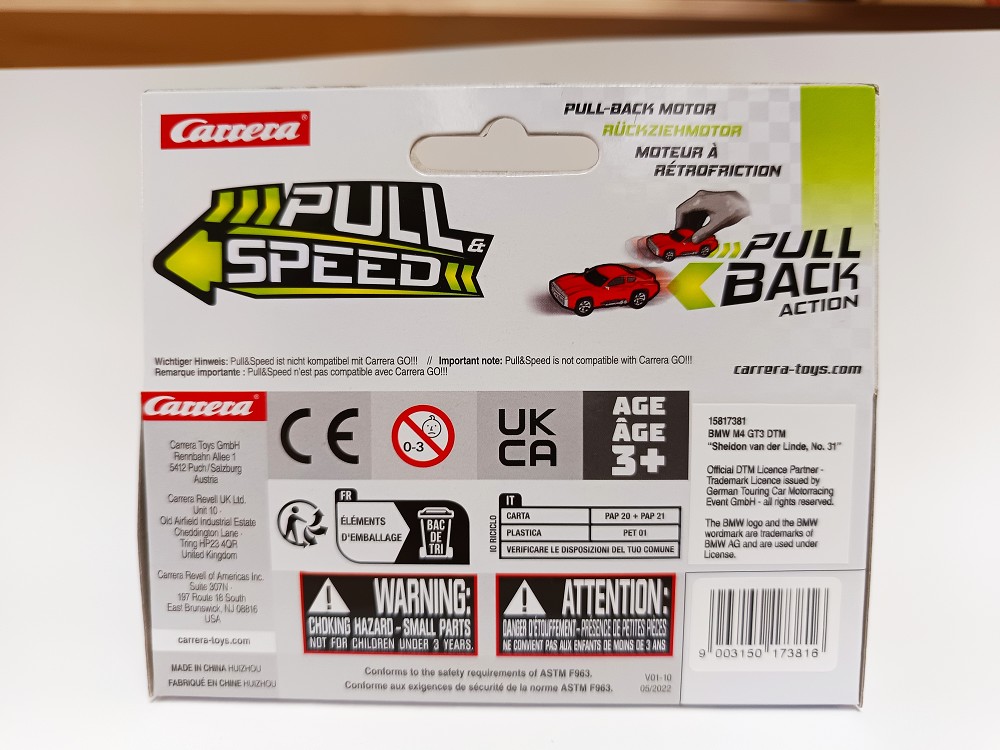 Carrera®
PULL-BACK MOTOR
RÜCKZIEHMOTOR
MOTEUR À
RÉTROFRICTION
PULL
& SPEED
PULL
BACK
ACTION
Wichtiger Hinweis: Pull&Speed ist nicht kompatibel mit Carrera GO!!! // Important note: Pull&Speed is not compatible with Carrera GO!!!
Remarque importante : Pull&Speed n'est pas compatible avec Carrera GO!!!
carrera-toys.com
Carrera®
Carrera Toys GmbH
Rennbahn Allee 1
5412 Puch/Salzburg
Austria
Carrera Revell UK Ltd.
Unit 10 ·
Old Airfield Industrial Estate
Cheddington Lane ·
Tring HP23 4QR
United Kingdom
Carrera Revell of Americas Inc.
Suite 307N ·
197 Route 18 South
East Brunswick, NJ 08816
USA
carrera-toys.com
MADE IN CHINA HUIZHOU
FABRIQUÉ EN CHINE HUIZHOU
CE
0-3
UK
CA
AGE
ÂGE
3+
FR
ÉLÉMENTS
D'EMBALLAGE
BAC
DE
TRI
IO RICICLO
IT
CARTA PAP 20 + PAP 21
PLASTICA PET 01
VERIFICARE LE DISPOSIZIONI DEL TUO COMUNE
WARNING:
CHOKING HAZARD - SMALL PARTS
NOT FOR CHILDREN UNDER 3 YEARS.
ATTENTION:
DANGER D'ÉTOUFFEMENT - PRÉSENCE DE PETITES PIÈCES
NE CONVIENT PAS AUX ENFANTS DE MOINS DE 3 ANS
Conforms to the safety requirements of ASTM F963.
Conforme aux exigences de sécurité de la norme ASTM F963.
V01-10
05/2022
15817381
BMW M4 GT3 DTM
"Sheldon van der Linde, No. 31"
Official DTM Licence Partner -
Trademark Licence issued by
German Touring Car Motorracing
Event GmbH - all rights reserved.
The BMW logo and the BMW
wordmark are trademarks of
BMW AG and are used under
License.
9 003150 173816